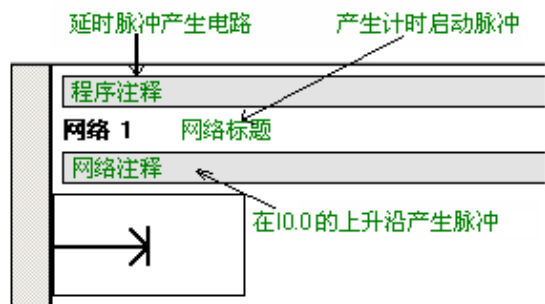 延时脉冲产生电路 产生计时启动脉冲
程序注释
网络 1 网络标题
网络注释
在I0.0的上升沿产生脉冲